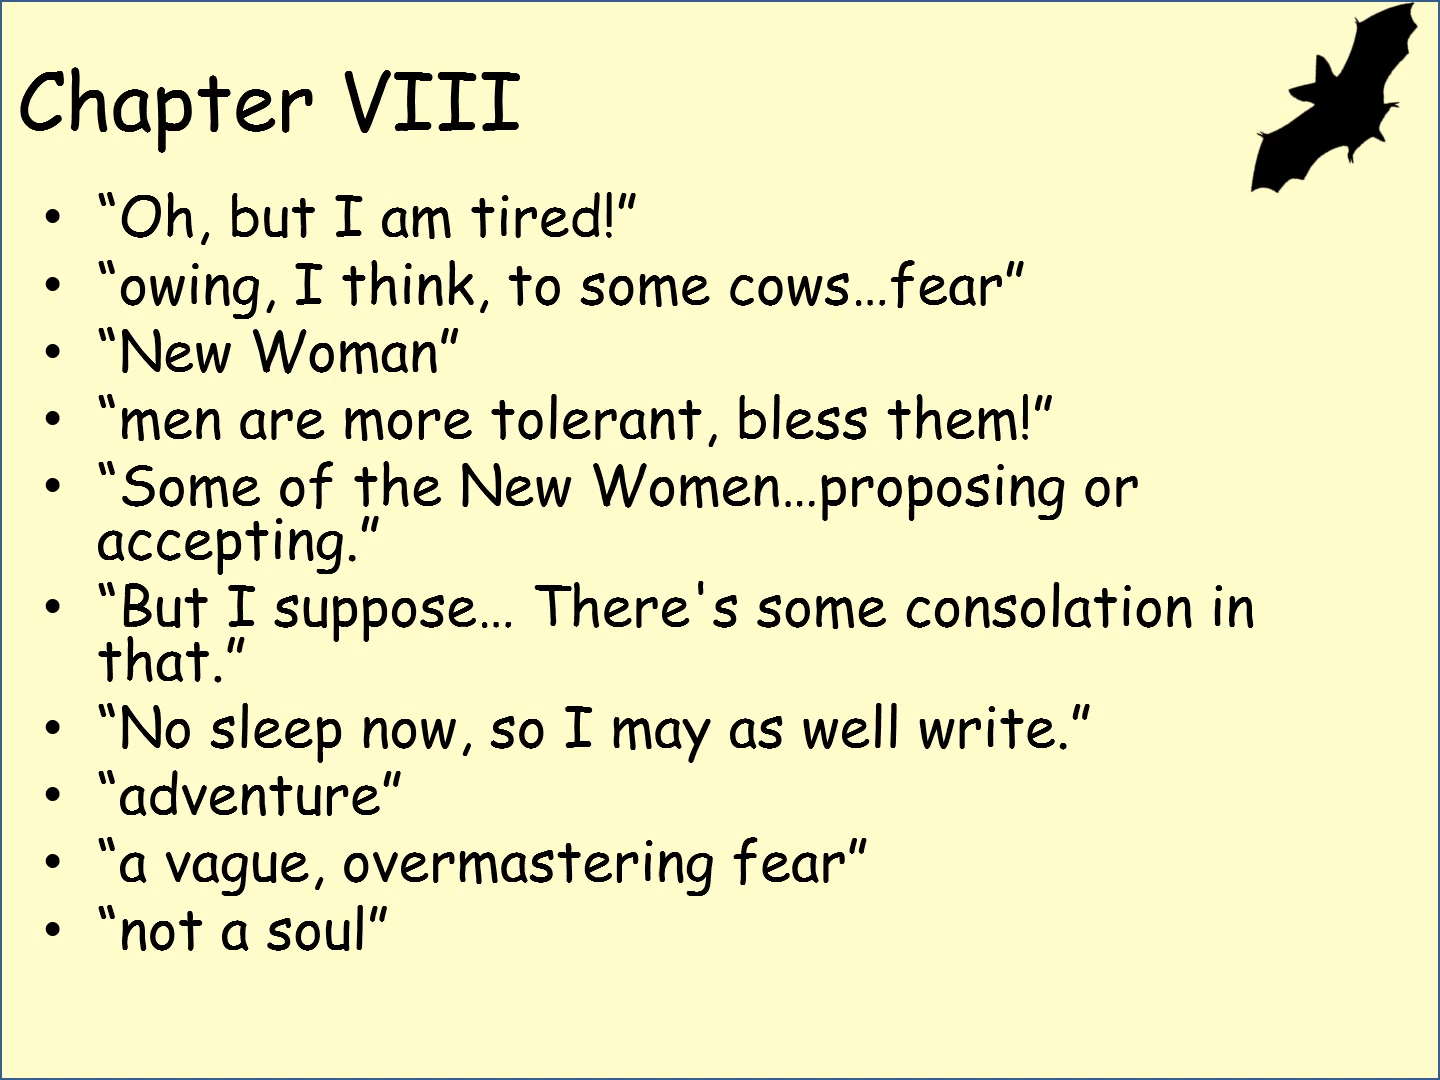 Chapter VIII
• “Oh, but I am tired!”
• “owing, I think, to some cows…fear”
• “New Woman”
• “men are more tolerant, bless them!”
• “Some of the New Women…proposing or
accepting.”
• “But I suppose… There's some consolation in
that.”
• “No sleep now, so I may as well write.”
• “adventure”
• “a vague, overmastering fear”
• “not a soul”